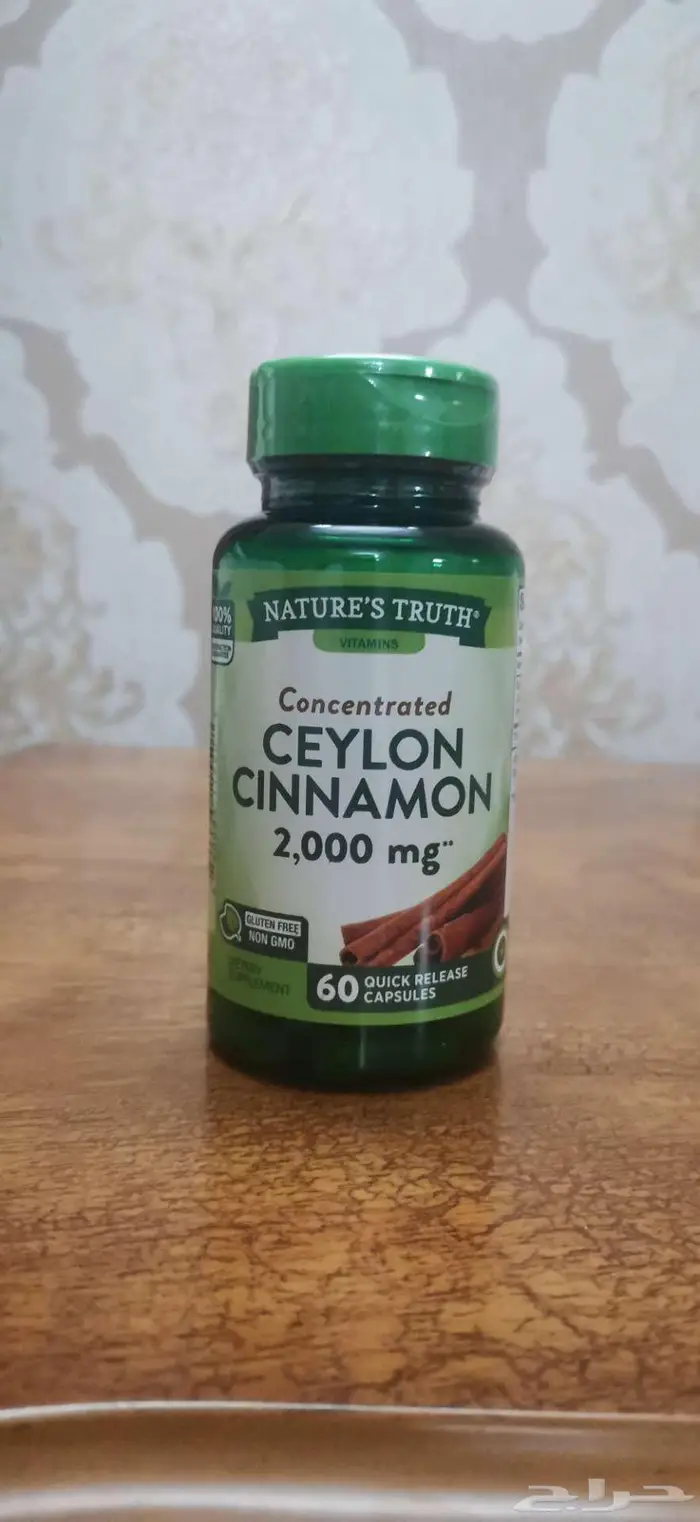 NATURE'S TRUTH®
VITAMINS
100%
QUALITY
Concentrated
CEYLON
CINNAMON
2,000 mg**
GLUTEN FREE
NON GMO
DIETARY
SUPPLEMENT
60 QUICK RELEASE
CAPSULES
حراج